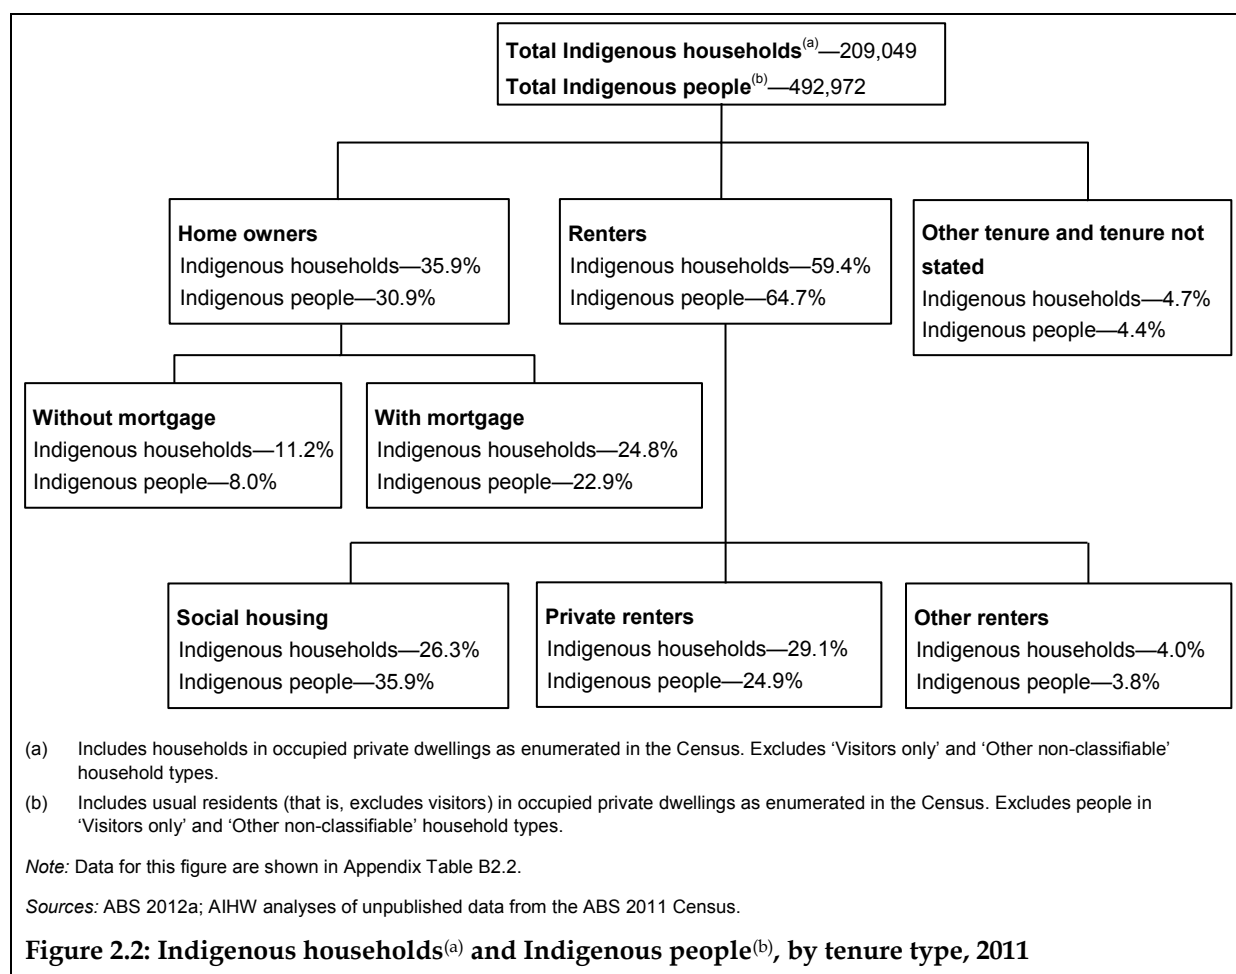 Total Indigenous households(a)—209,049
Total Indigenous people(b)—492,972
Home owners
Indigenous households—35.9%
Indigenous people—30.9%
Renters
Indigenous households—59.4%
Indigenous people—64.7%
Other tenure and tenure not
stated
Indigenous households—4.7%
Indigenous people—4.4%
Without mortgage
Indigenous households—11.2%
Indigenous people—8.0%
With mortgage
Indigenous households—24.8%
Indigenous people—22.9%
Social housing
Indigenous households—26.3%
Indigenous people—35.9%
Private renters
Indigenous households—29.1%
Indigenous people—24.9%
Other renters
Indigenous households—4.0%
Indigenous people—3.8%
(a) Includes households in occupied private dwellings as enumerated in the Census. Excludes ‘Visitors only’ and ‘Other non-classifiable’
household types.
(b) Includes usual residents (that is, excludes visitors) in occupied private dwellings as enumerated in the Census. Excludes people in
‘Visitors only’ and ‘Other non-classifiable’ household types.
Note: Data for this figure are shown in Appendix Table B2.2.
Sources: ABS 2012a; AIHW analyses of unpublished data from the ABS 2011 Census.
Figure 2.2: Indigenous households(a) and Indigenous people(b), by tenure type, 2011